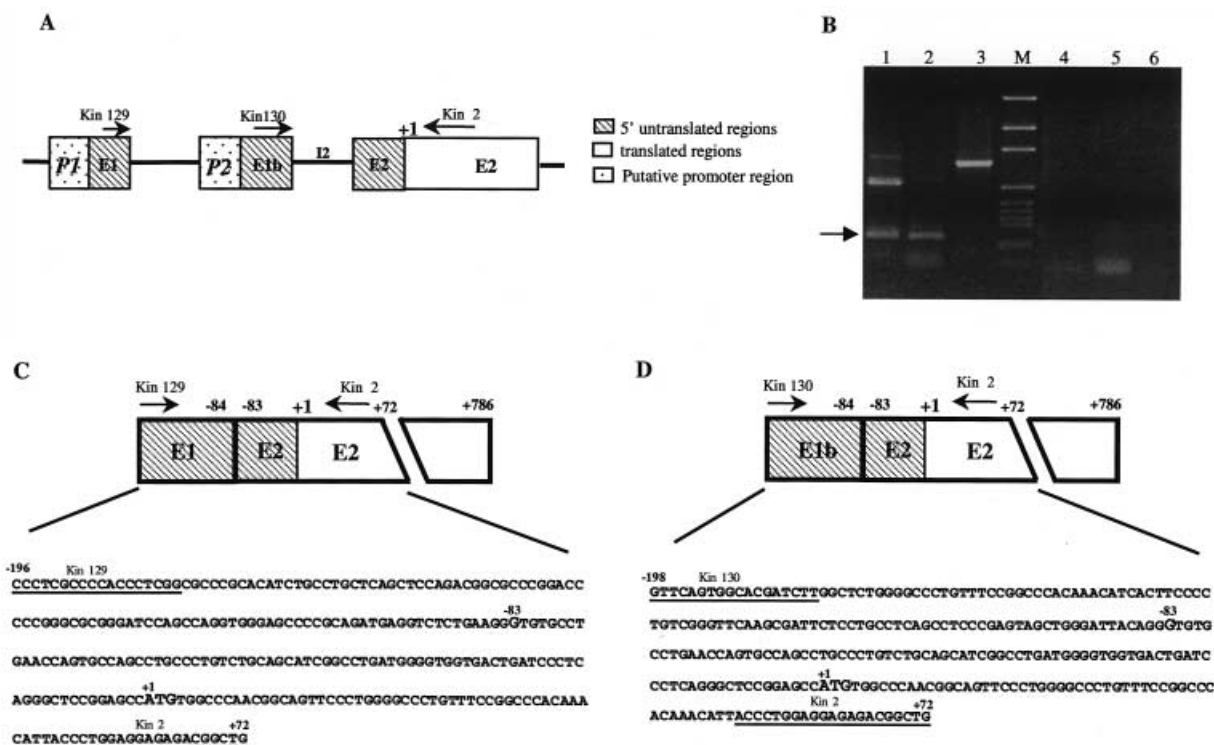 A
Kin 129
Kin130
+1
Kin 2
P1
E1
P2
E1b
I2
E2
E2
5' untranslated regions
translated regions
Putative promoter region
B
1 2 3 M 4 5 6
C
Kin 129
-84 -83 +1
Kin 2
+72
+786
E1
E2
E2
-196 Kin 129
CCCTCGCCCCACCCTCGGCGCCCGCACATCTGCCTGCTCAGCTCCAGACGGCGCCCGGACC
-83
CCCGGGCGCGGGATCCAGCCAGGTGGGAGCCCCGCAGATGAGGTCTCTGAAGGGTGTGCCT
GAACCAGTGCCAGCCTGCCCTGTCTGCAGCATCGGCCTGATGGGGTGGTGACTGATCCCTC
+1
AGGGCTCCGGAGCCATGTGGCCCAACGGCAGTTCCCTGGGGCCCTGTTTCCGGCCCACAAA
Kin 2 +72
CATTACCCTGGAGGAGAGACGGCTG
D
Kin 130
-84 -83 +1
Kin 2
+72
+786
E1b
E2
E2
-198 Kin 130
GTTCAGTGGCACGATCTTGGCTCTGGGGCCCTGTTTCCGGCCCACAAACATCACTTCCCC
-83
TGTCGGGTTCAAGCGATTCTCCTGCCTCAGCCTCCCGAGTAGCTGGGATTACAGGGTGTG
CCTGAACCAGTGCCAGCCTGCCCTGTCTGCAGCATCGGCCTGATGGGGTGGTGACTGATC
+1
CCTCAGGGCTCCGGAGCCATGTGGCCCAACGGCAGTTCCCTGGGGCCCTGTTTCCGGCCC
Kin 2 +72
ACAAACATTACCCTGGAGGAGAGACGGCTG